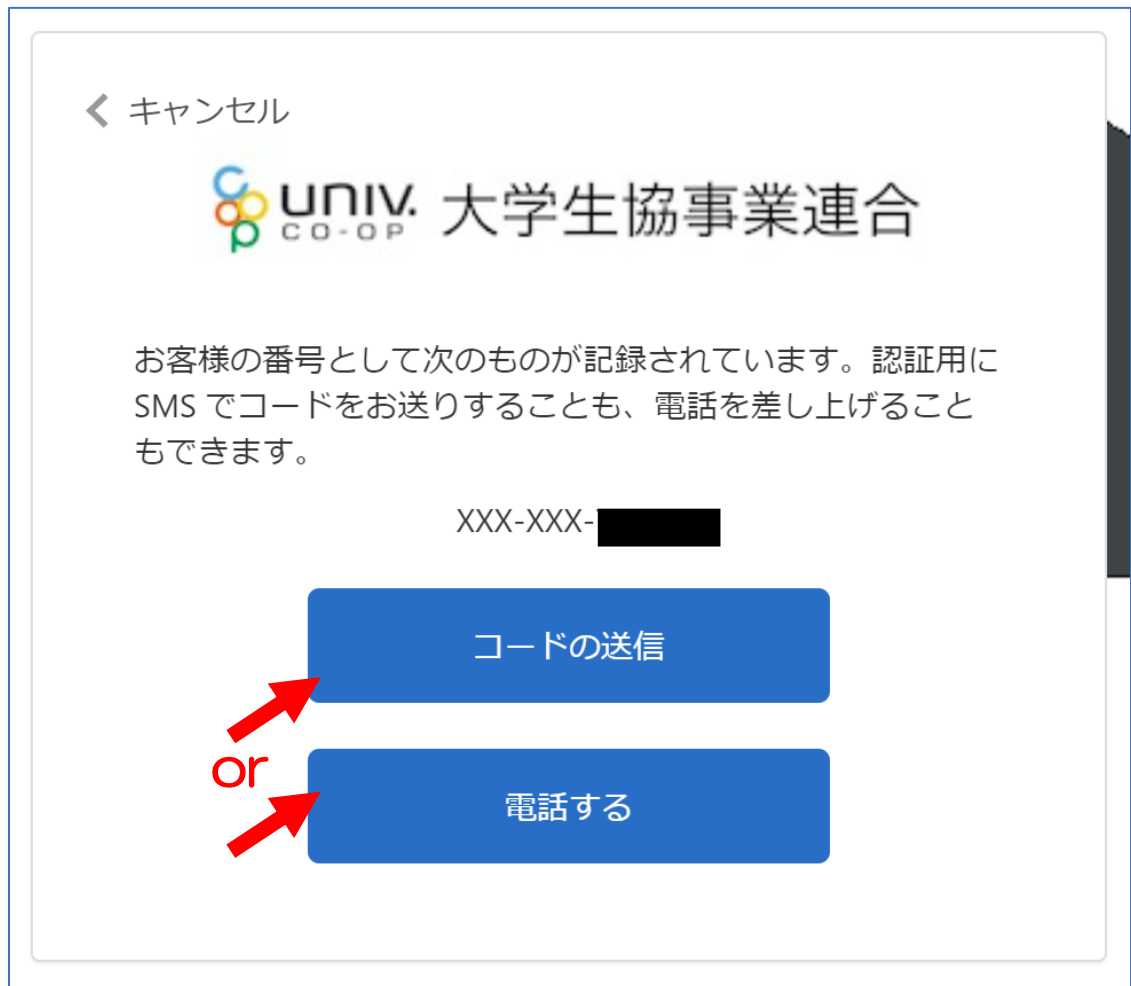 キャンセル
UNIV. 大学生協事業連合
CO-OP
お客様の番号として次のものが記録されています。認証用に
SMS でコードをお送りすることも、電話を差し上げること
もできます。
XXX-XXX-
コードの送信
or
電話する